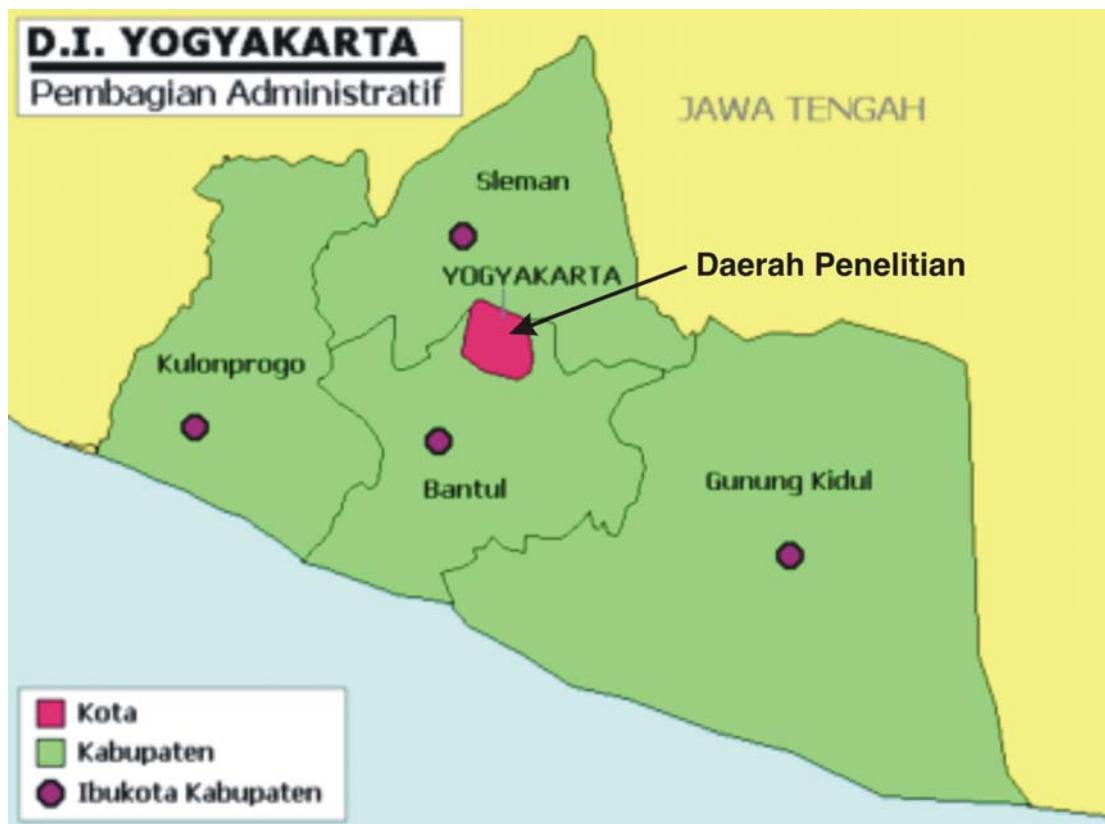 D.I. YOGYAKARTA
Pembagian Administratif
JAWA TENGAH
Sleman
Daerah Penelitian
YOGYAKARTA
Kulonprogo
Gunung Kidul
Bantul
Kota
Kabupaten
Ibukota Kabupaten